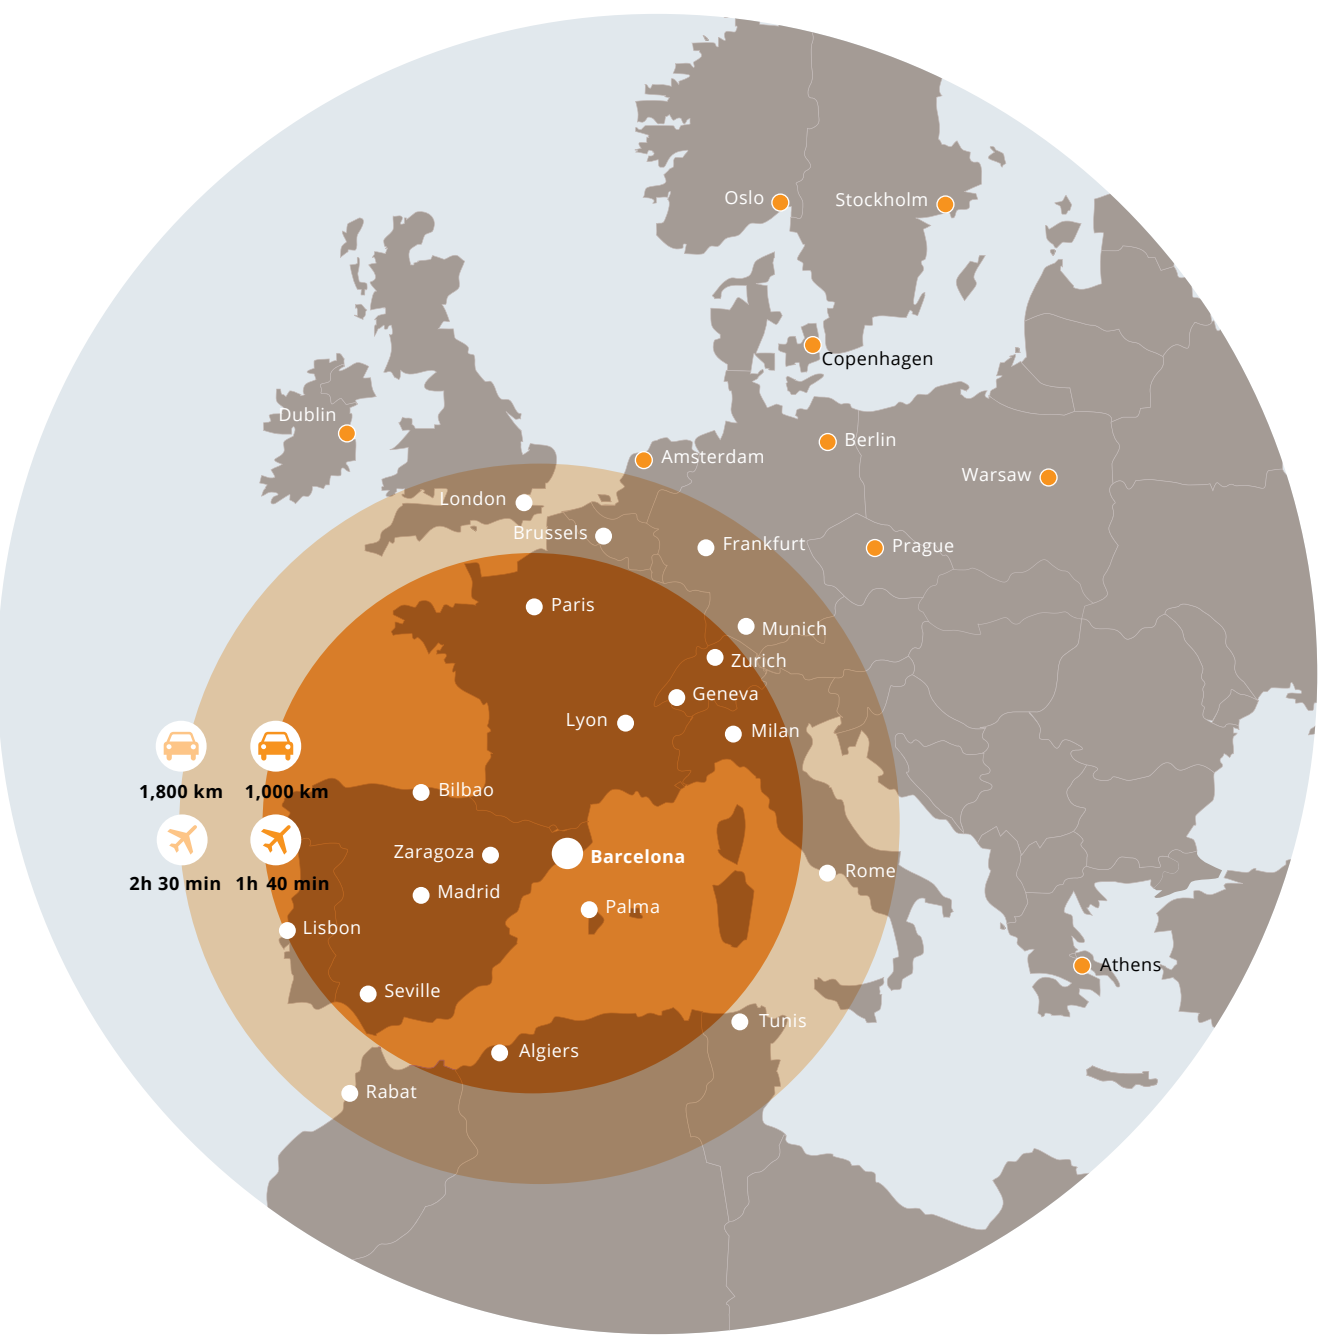 Oslo
Stockholm
Copenhagen
Dublin
Berlin
Amsterdam
Warsaw
London
Brussels
Frankfurt
Prague
Paris
Munich
Zurich
Geneva
Lyon
Milan
Bilbao
1,800 km
1,000 km
Zaragoza
Barcelona
Rome
2h 30 min
1h 40 min
Madrid
Palma
Lisbon
Athens
Seville
Tunis
Algiers
Rabat